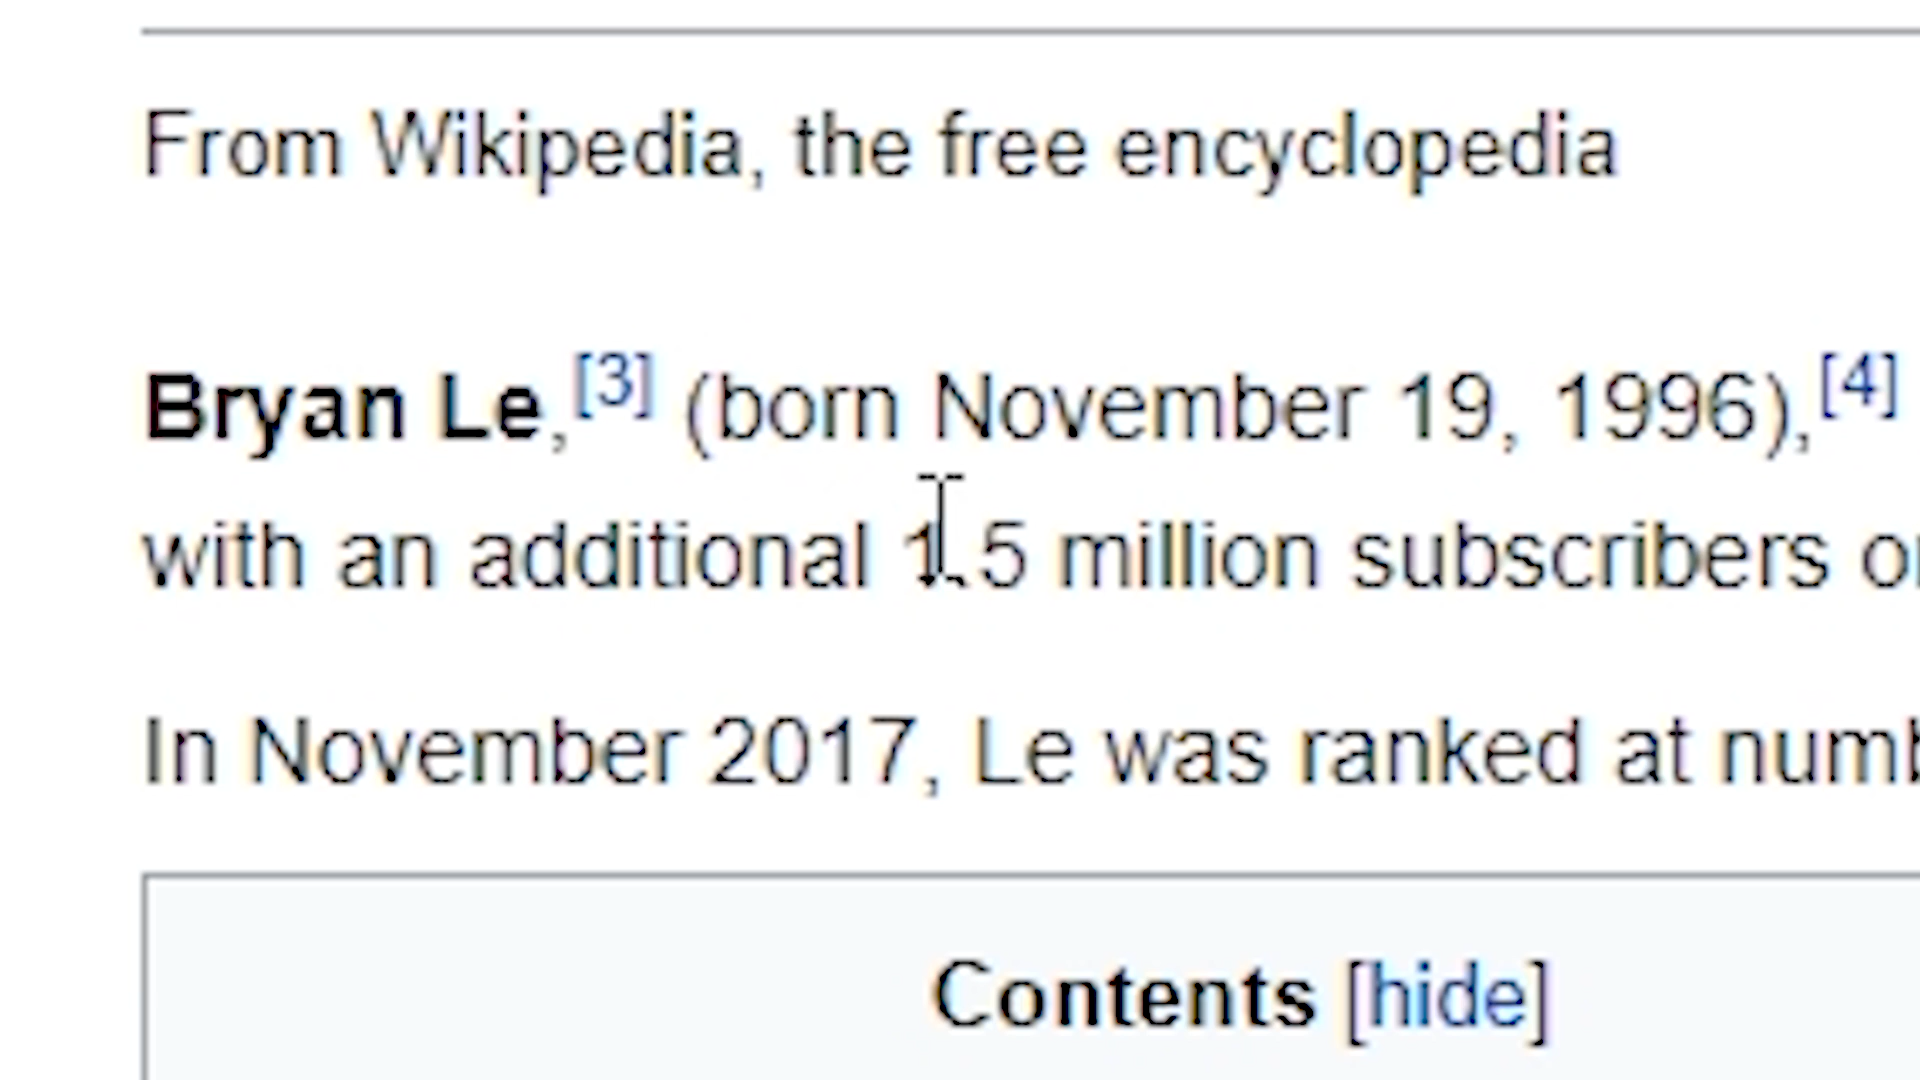 From Wikipedia, the free encyclopedia
Bryan Le,[3] (born November 19, 1996),[4]
with an additional 1.5 million subscribers
In November 2017, Le was ranked at
Contents [hide]